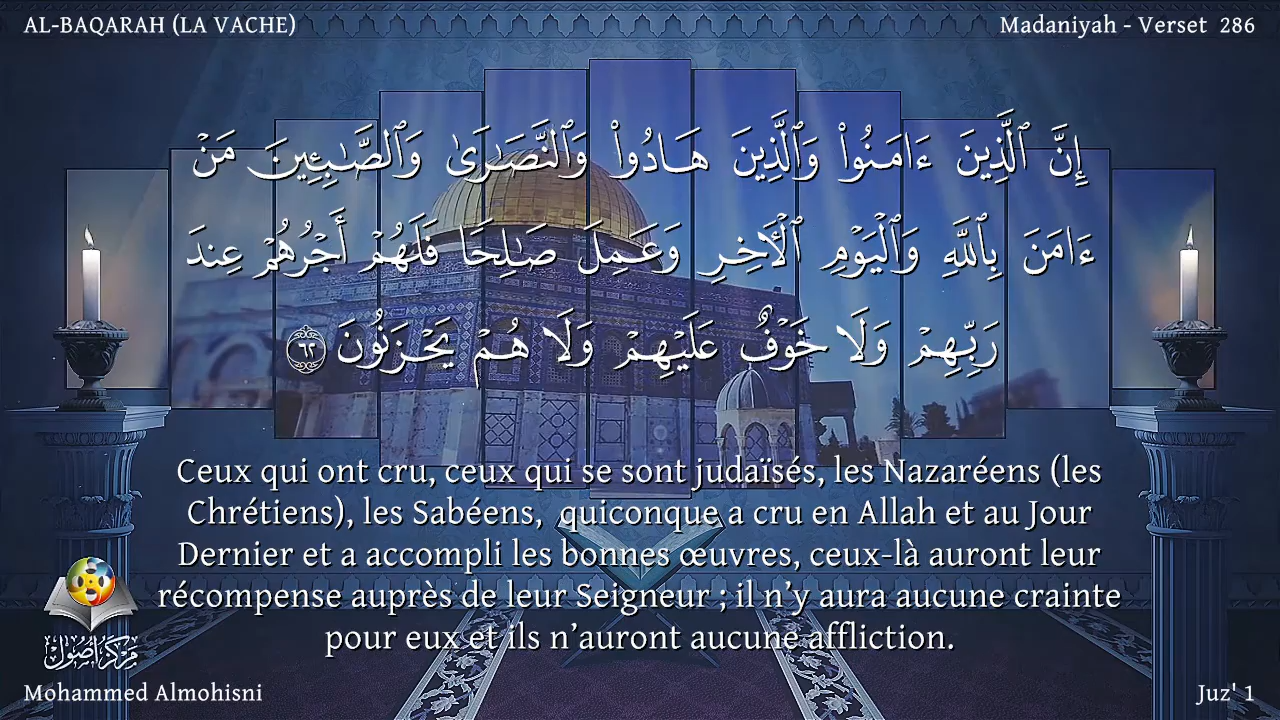 AL-BAQARAH (LA VACHE)
Madaniyah - Verset 286
إِنَّ ٱلَّذِينَ ءَامَنُوا۟ وَٱلَّذِينَ هَادُوا۟ وَٱلنَّصَـٰرَىٰ وَٱلصَّـٰبِـِٔينَ مَنْ
ءَامَنَ بِٱللَّهِ وَٱلْيَوْمِ ٱلْـَٔاخِرِ وَعَمِلَ صَـٰلِحًا فَلَهُمْ أَجْرُهُمْ عِندَ
رَبِّهِمْ وَلَا خَوْفٌ عَلَيْهِمْ وَلَا هُمْ يَحْزَنُونَ ٦٢
Ceux qui ont cru, ceux qui se sont judaïsés, les Nazaréens (les
Chrétiens), les Sabéens, quiconque a cru en Allah et au Jour
Dernier et a accompli les bonnes œuvres, ceux-là auront leur
récompense auprès de leur Seigneur ; il n’y aura aucune crainte
pour eux et ils n’auront aucune affliction.
مركز أصول
Mohammed Almohisni
Juz' 1